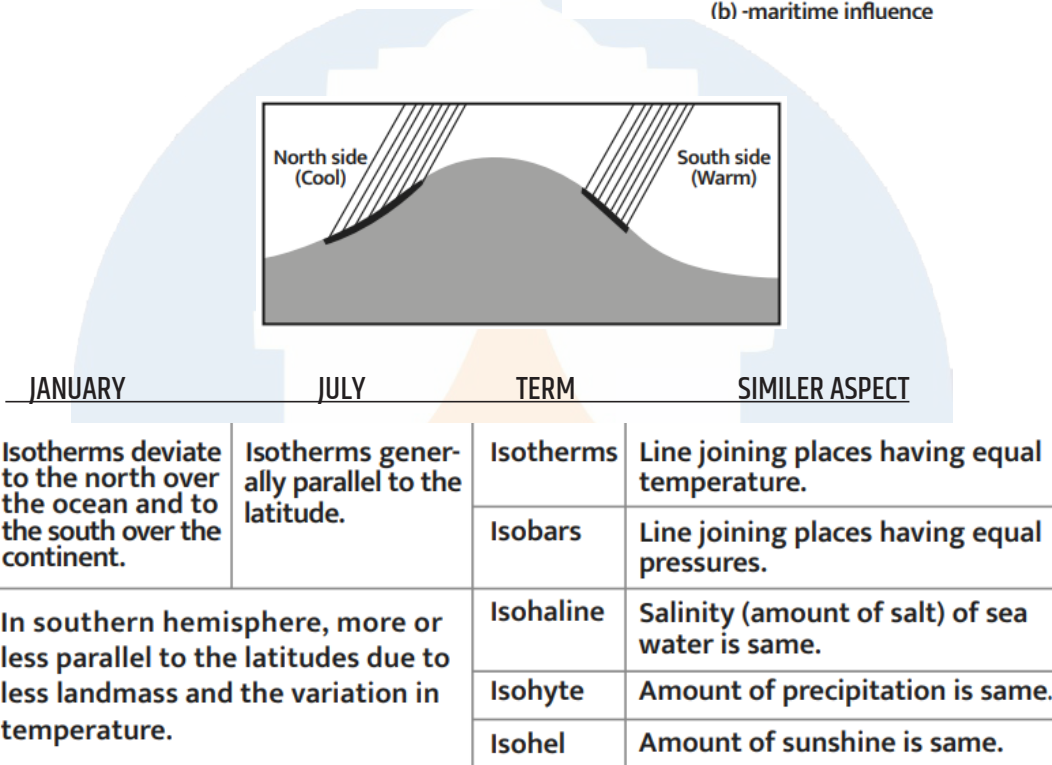 (b) -maritime influence
North side
(Cool)
South side
(Warm)
JANUARY
JULY
TERM
SIMILER ASPECT
Isotherms deviate
to the north over
the ocean and to
the south over the
continent.
Isotherms gener-
ally parallel to the
latitude.
In southern hemisphere, more or
less parallel to the latitudes due to
less landmass and the variation in
temperature.
Isotherms
Line joining places having equal
temperature.
Isobars
Line joining places having equal
pressures.
Isohaline
Salinity (amount of salt) of sea
water is same.
Isohyte
Amount of precipitation is same.
Isohel
Amount of sunshine is same.